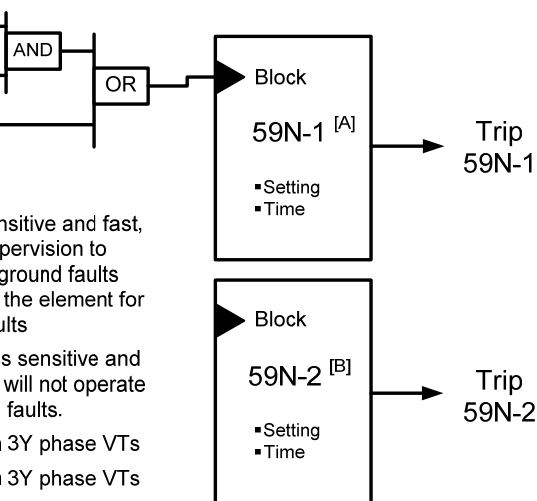 AND
OR
Block
59N-1 [A]
▪Setting
▪Time
Trip
59N-1
nsitive and fast,
pervision to
ground faults
the element for
ults
s sensitive and
will not operate
faults.
3Y phase VTs
3Y phase VTs
Block
59N-2 [B]
▪Setting
▪Time
Trip
59N-2